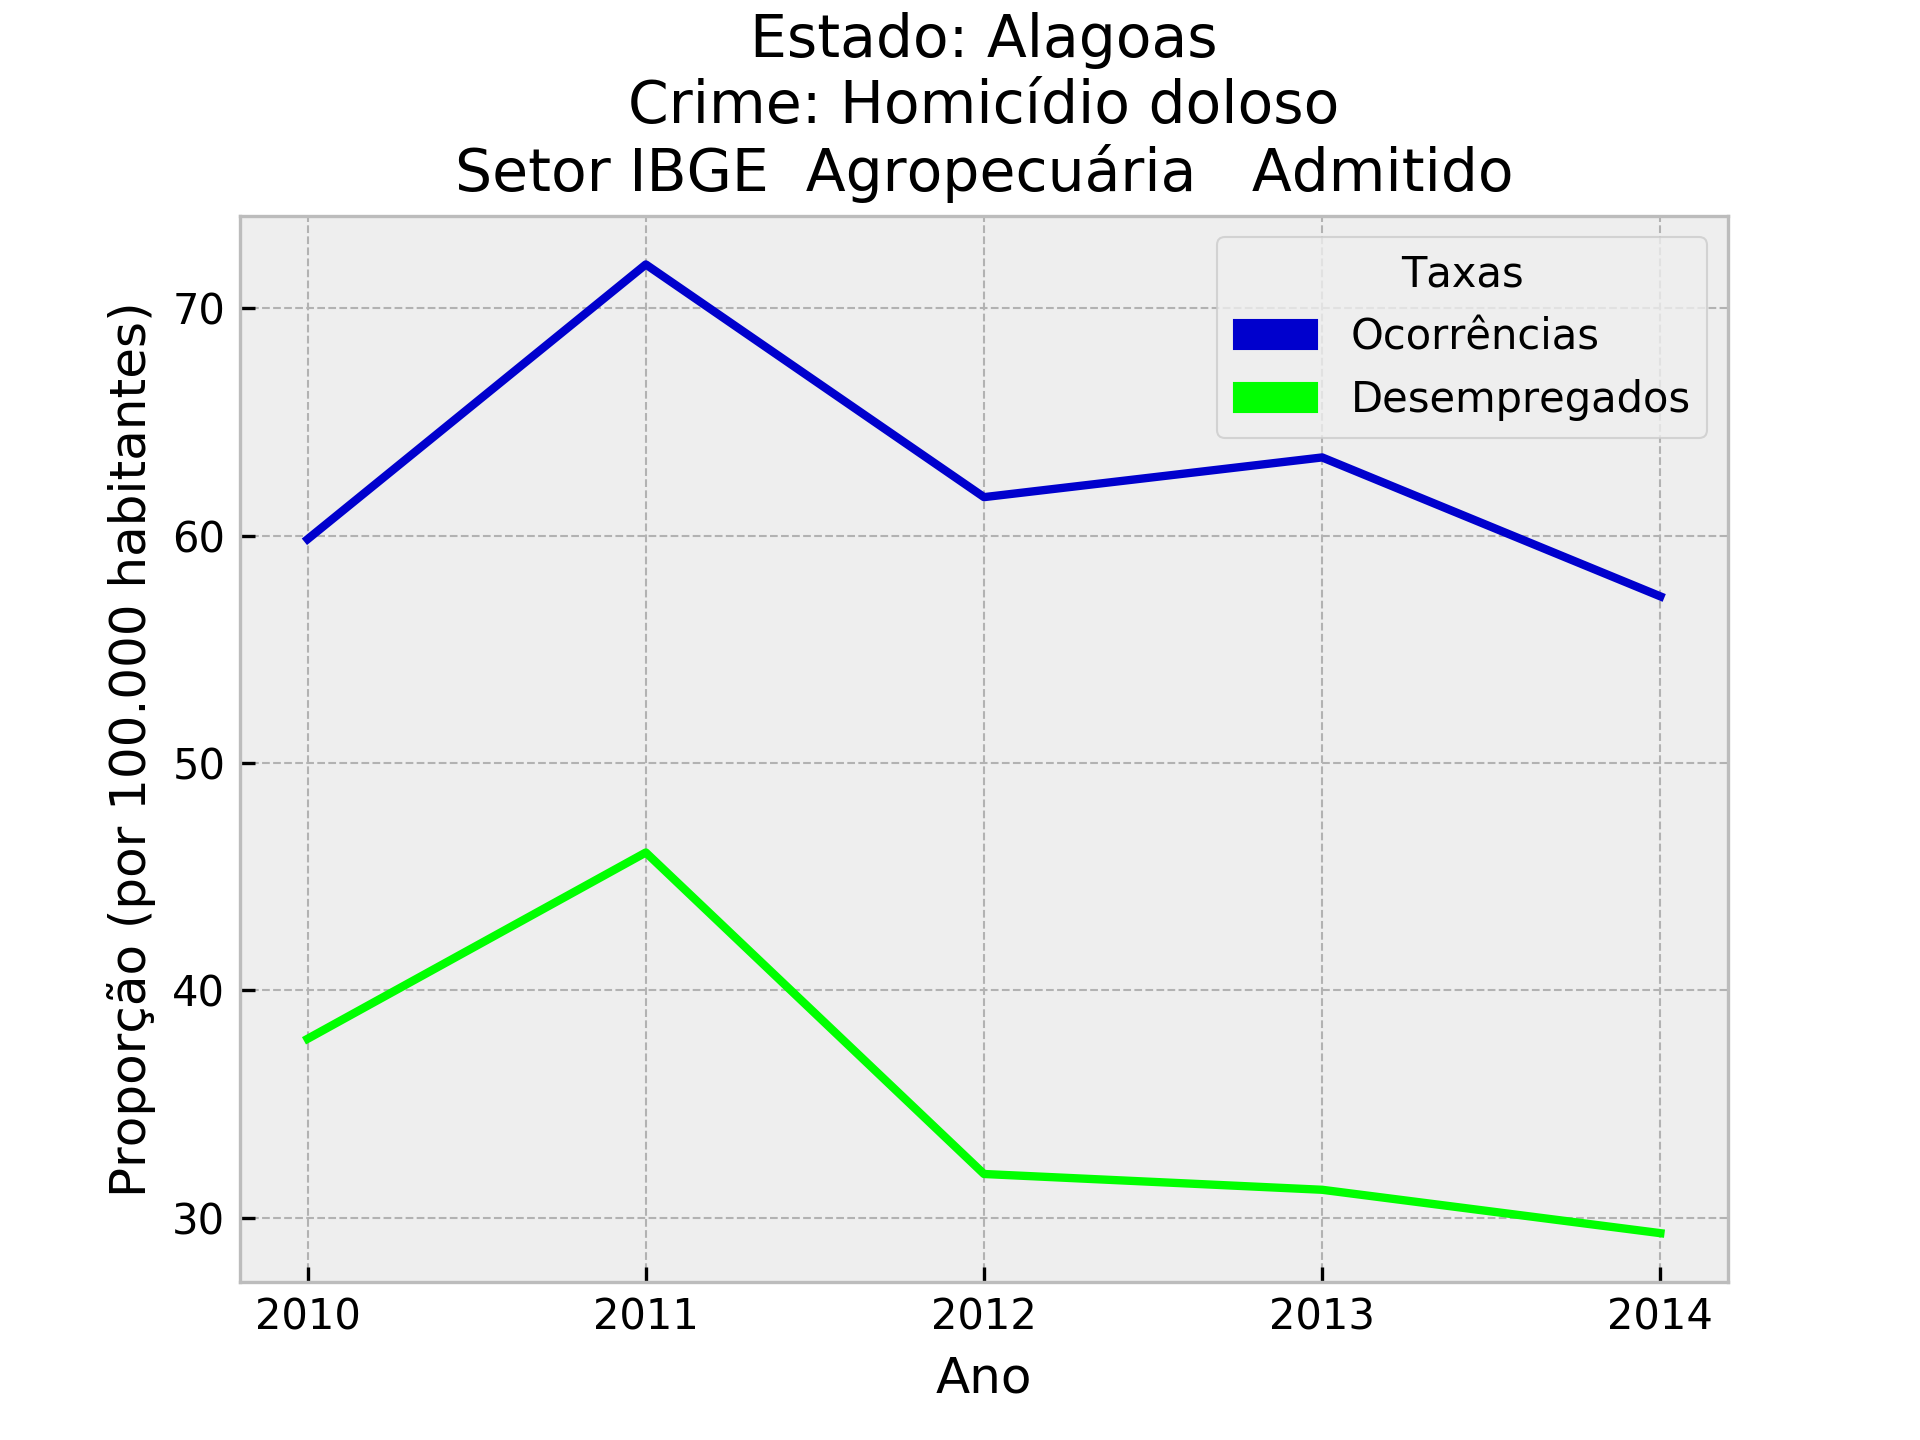 Estado: Alagoas
Crime: Homicídio doloso
Setor IBGE  Agropecuária   Admitido
Taxas
Ocorrências
Desempregados
Proporção (por 100.000 habitantes)
70
60
50
40
30
2010 2011 2012 2013 2014
Ano